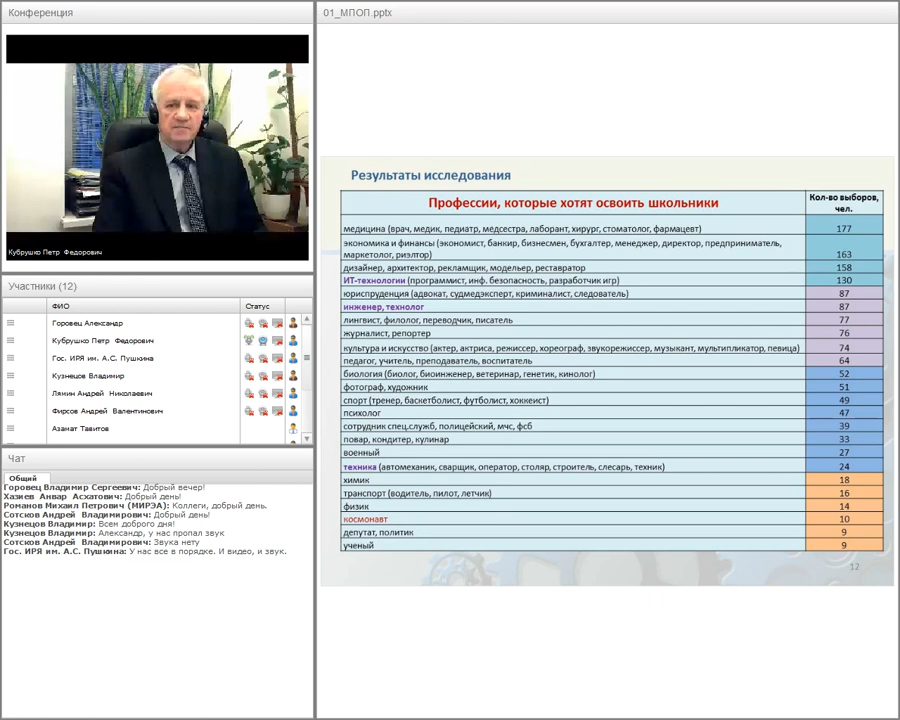 Конференция
Кубрушко Петр Федорович
Участники (12)
ФИО Статус
Горовец Александр
Кубрушко Петр Федорович
Гос. ИРЯ им. А.С. Пушкина
Кузнецов Владимир
Лямин Андрей Николаевич
Фирсов Андрей Валентинович
Азамат Тавитов
Чат
Общий
Горовец Владимир Сергеевич: Добрый вечер!
Хазиев Анвар Асхатович: Добрый день!
Романов Михаил Петрович (МИРЭА): Коллеги, добрый день.
Сотсков Андрей Владимирович: Добрый день!
Кузнецов Владимир: Всем доброго дня!
Кузнецов Владимир: Александр, у нас пропал звук
Сотсков Андрей Владимирович: Звука нету
Гос. ИРЯ им. А.С. Пушкина: У нас все в порядке. И видео, и звук.
01_МПОП.pptx
Результаты исследования
Профессии, которые хотят освоить школьники Кол-во выборов, чел.
медицина (врач, медик, педиатр, медсестра, лаборант, хирург, стоматолог, фармацевт) 177
экономика и финансы (экономист, банкир, бизнесмен, бухгалтер, менеджер, директор, предприниматель,
маркетолог, риэлтор) 163
дизайнер, архитектор, рекламщик, модельер, реставратор 158
ИТ-технологии (программист, инф. безопасность, разработчик игр) 130
юриспруденция (адвокат, судмедэксперт, криминалист, следователь) 87
инженер, технолог 87
лингвист, филолог, переводчик, писатель 77
журналист, репортер 76
культура и искусство (актер, актриса, режиссер, хореограф, звукорежиссер, музыкант, мультипликатор, певица) 74
педагог, учитель, преподаватель, воспитатель 64
биология (биолог, биоинженер, ветеринар, генетик, кинолог) 52
фотограф, художник 51
спорт (тренер, баскетболист, футболист, хоккеист) 49
психолог 47
сотрудник спец.служб, полицейский, мчс, фсб 39
повар, кондитер, кулинар 33
военный 27
техника (автомеханик, сварщик, оператор, столяр, строитель, слесарь, техник) 24
химик 18
транспорт (водитель, пилот, летчик) 16
физик 14
космонавт 10
депутат, политик 9
ученый 9
12